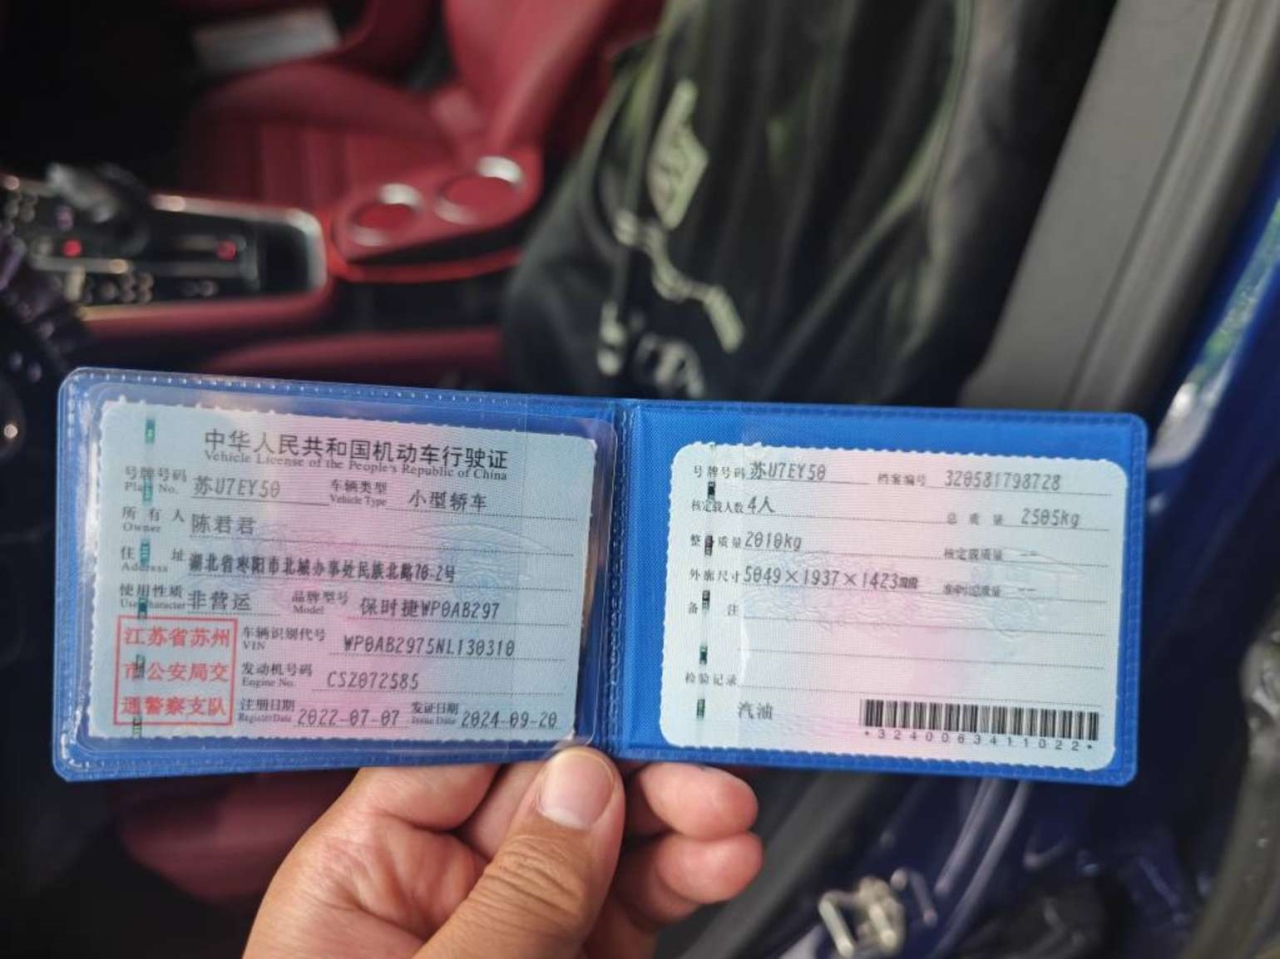 中华人民共和国机动车行驶证
Vehicle License of the People's Republic of China
号牌号码 苏U7EY50 车辆类型 小型轿车
Plate No. Vehicle Type
所有人 陈君君
Owner
住址 湖北省枣阳市北城办事处民族北路70-2号
Address
使用性质 非营运 品牌型号 保时捷WP0AB297
Use Character Model
江苏省苏州
市公安局交
通警察支队
车辆识别代号 WP0AB2975NL130310
VIN
发动机号码 CSZ072585
Engine No.
注册日期 2022-07-07 发证日期 2024-09-20
Register Date Issue Date
号牌号码 苏U7EY50 档案编号 320581798728
核定载人数 4人 总质量 2505kg
整备质量 2010kg 核定载质量 --
外廓尺寸 5049×1937×1423mm 准牵引总质量 --
备注
检验记录
汽油
*3240063411022*